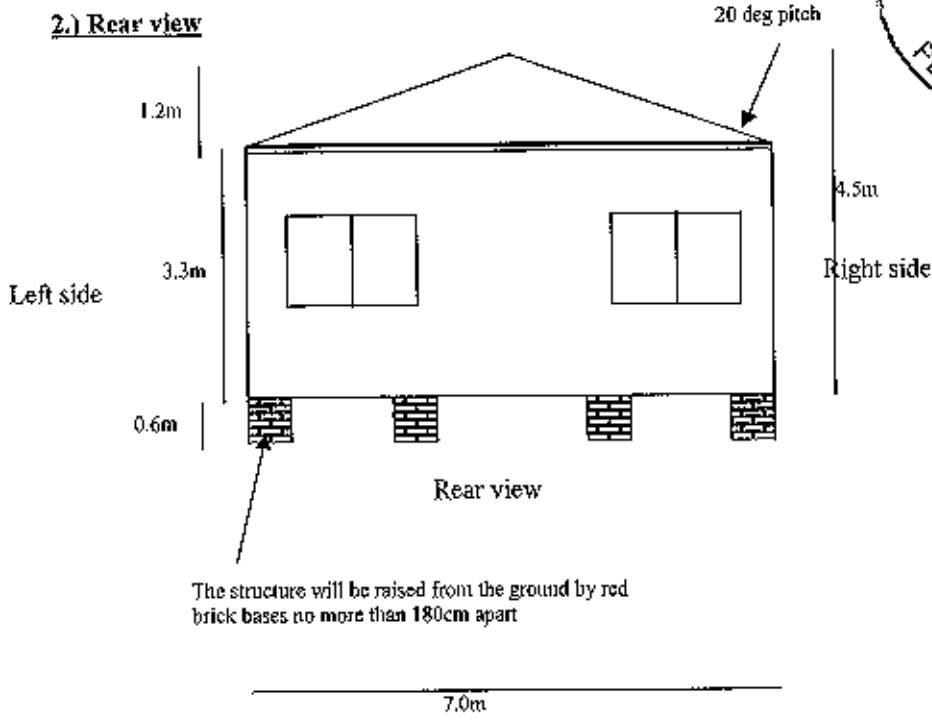 2.) Rear view
20 deg pitch
1.2m
4.5m
3.3m
Left side
Right side
0.6m
Rear view
The structure will be raised from the ground by red
brick bases no more than 180cm apart
7.0m